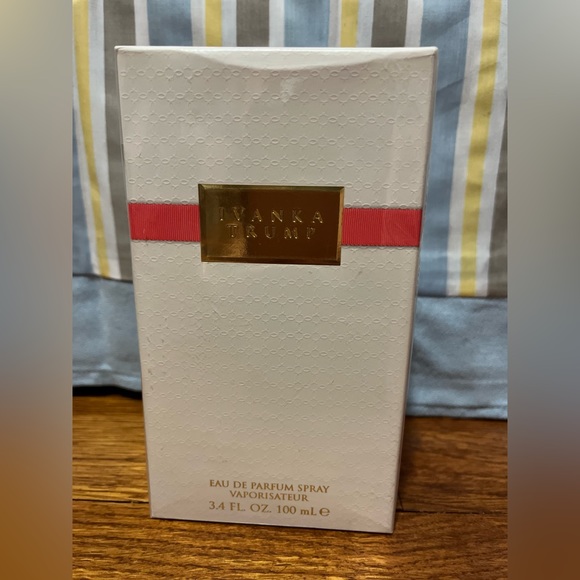 IVANKA
TRUMP
EAU DE PARFUM SPRAY
VAPORISATEUR
3.4 FL. OZ. 100 mL ℮